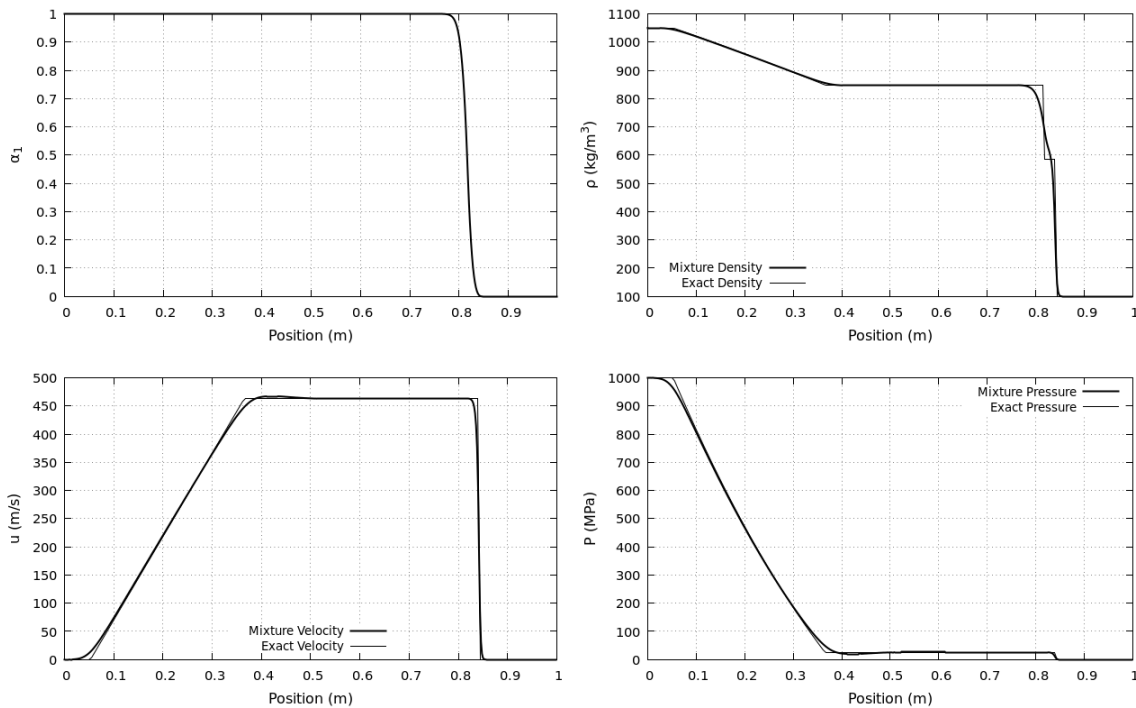 1
0.9
0.8
0.7
0.6
0.5
0.4
0.3
0.2
0.1
0
α1
0 0.1 0.2 0.3 0.4 0.5 0.6 0.7 0.8 0.9 1
Position (m)
1100
1000
900
800
700
600
500
400
300
200
100
ρ (kg/m3)
Mixture Density
Exact Density
0 0.1 0.2 0.3 0.4 0.5 0.6 0.7 0.8 0.9 1
Position (m)
500
450
400
350
300
250
200
150
100
50
0
u (m/s)
Mixture Velocity
Exact Velocity
0 0.1 0.2 0.3 0.4 0.5 0.6 0.7 0.8 0.9 1
Position (m)
1000
900
800
700
600
500
400
300
200
100
0
P (MPa)
Mixture Pressure
Exact Pressure
0 0.1 0.2 0.3 0.4 0.5 0.6 0.7 0.8 0.9 1
Position (m)